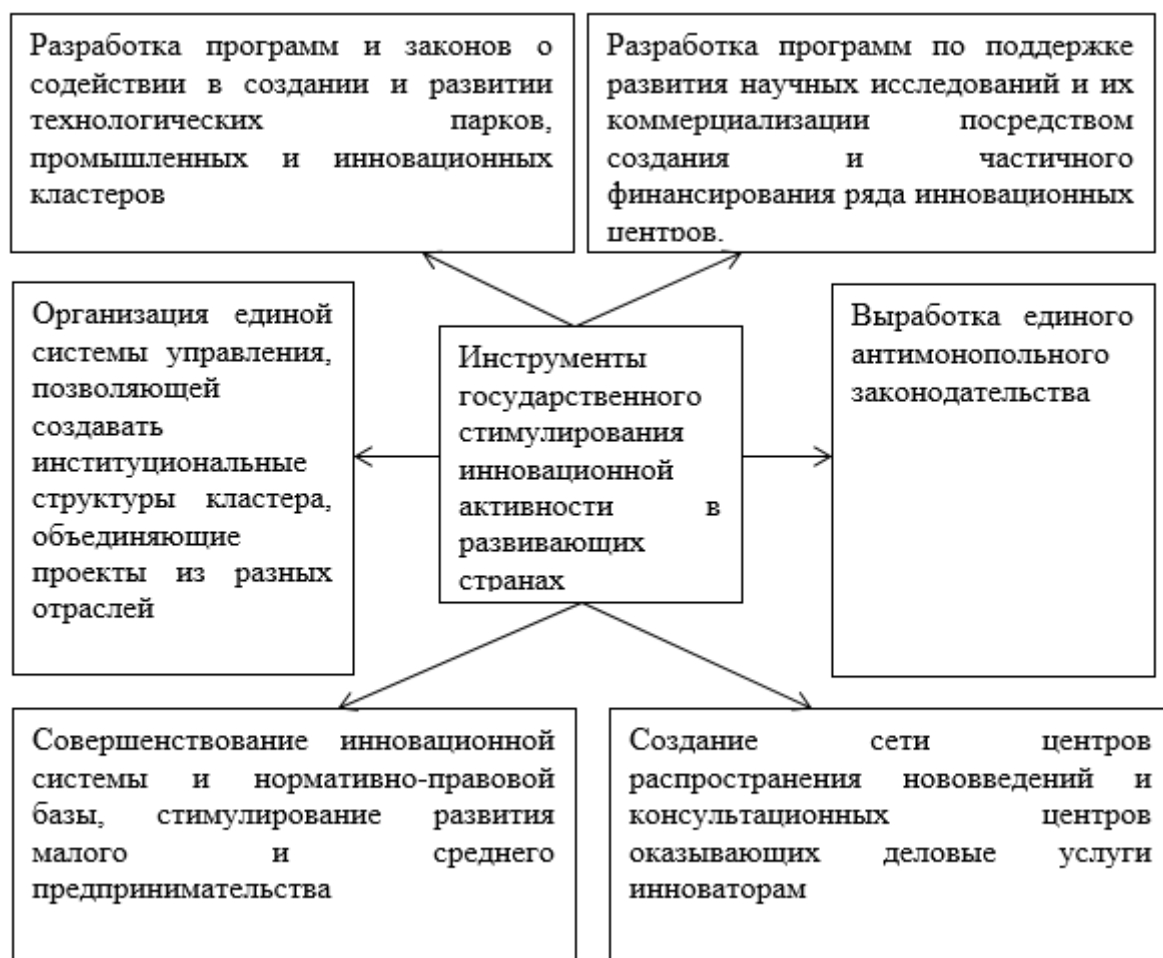 Разработка программ и законов о
содействии в создании и развитии
технологических парков,
промышленных и инновационных
кластеров
Разработка программ по поддержке
развития научных исследований и их
коммерциализации посредством
создания и частичного
финансирования ряда инновационных
центров.
Организация единой
системы управления,
позволяющей
создавать
институциональные
структуры кластера,
объединяющие
проекты из разных
отраслей
Инструменты
государственного
стимулирования
инновационной
активности в
развивающих
странах
Выработка единого
антимонопольного
законодательства
Совершенствование инновационной
системы и нормативно-правовой
базы, стимулирование развития
малого и среднего
предпринимательства
Создание сети центров
распространения нововведений и
консультационных центров
оказывающих деловые услуги
инноваторам